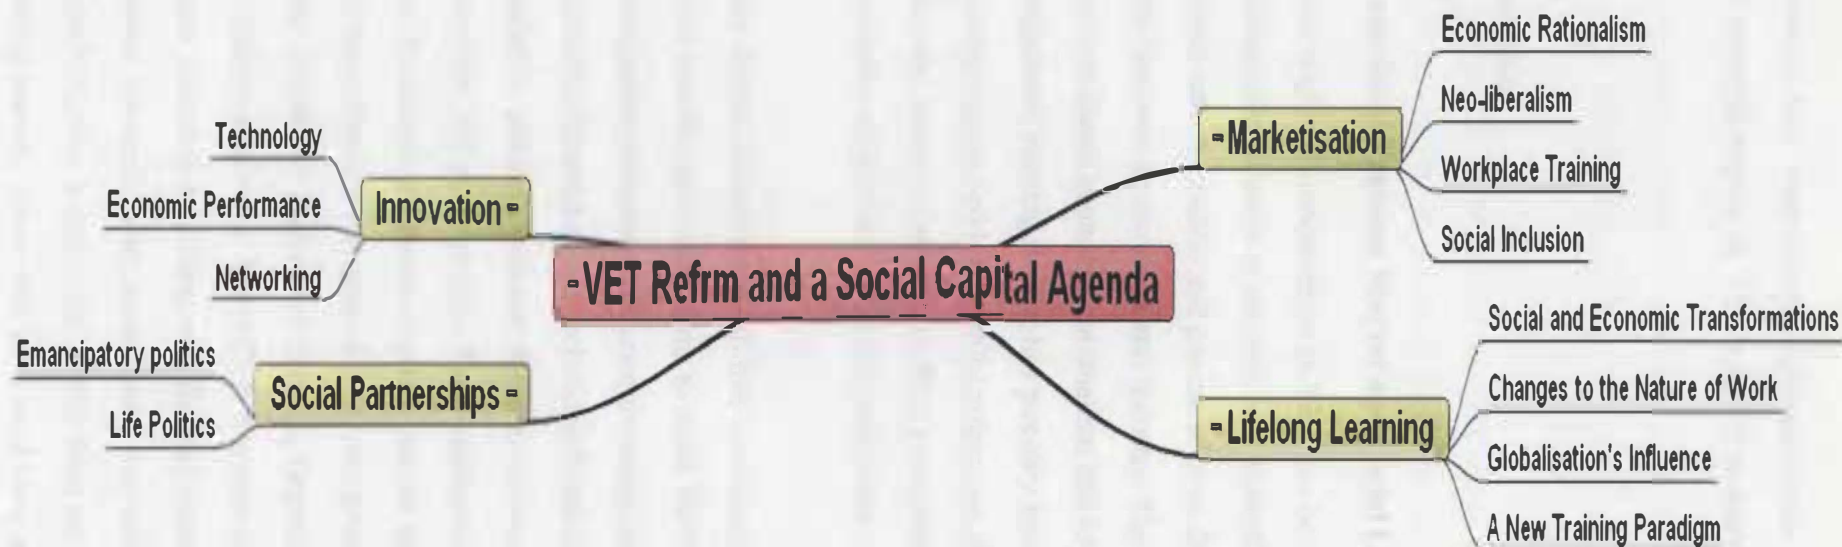 Technology
Economic Performance
Networking
Innovation -
Emancipatory politics
Life Politics
Social Partnerships -
-VET Refrm and a Social Capital Agenda
-Marketisation
Economic Rationalism
Neo-liberalism
Workplace Training
Social Inclusion
-Lifelong Learning
Social and Economic Transformations
Changes to the Nature of Work
Globalisation's Influence
A New Training Paradigm